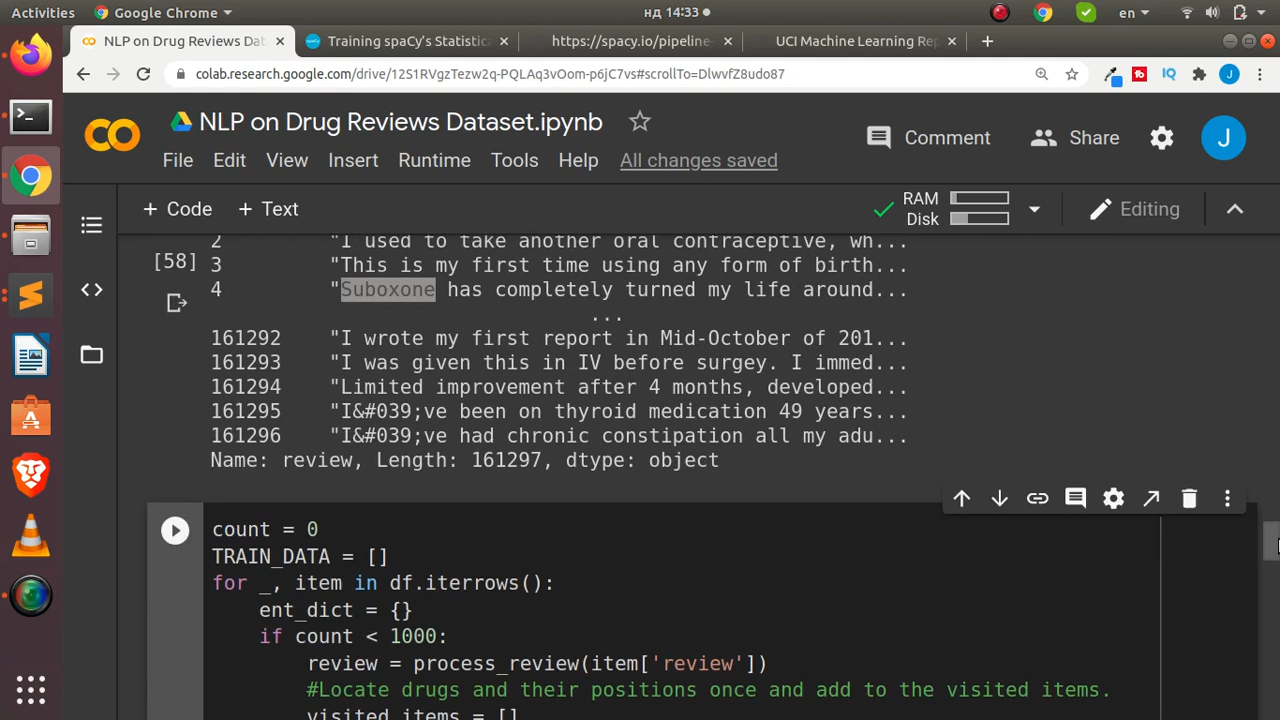 Activities Google Chrome нд 14:33 en
NLP on Drug Reviews Dat Training spaCy's Statistica https://spacy.io/pipeline- UCI Machine Learning Rep
colab.research.google.com/drive/12S1RVgzTezw2q-PQLAq3vOom-p6jC7vs#scrollTo=DlwvfZ8udo87 IQ J
NLP on Drug Reviews Dataset.ipynb
Comment Share J
File Edit View Insert Runtime Tools Help All changes saved
+ Code + Text RAM Disk Editing
2 "I used to take another oral contraceptive, wh...
[58] 3 "This is my first time using any form of birth...
4 "Suboxone has completely turned my life around...
...
161292 "I wrote my first report in Mid-October of 201...
161293 "I was given this in IV before surgey. I immed...
161294 "Limited improvement after 4 months, developed...
161295 "I&#039;ve been on thyroid medication 49 years...
161296 "I&#039;ve had chronic constipation all my adu...
Name: review, Length: 161297, dtype: object
count = 0
TRAIN_DATA = []
for _, item in df.iterrows():
ent_dict = {}
if count < 1000:
review = process_review(item['review'])
#Locate drugs and their positions once and add to the visited items.
visited_items = []